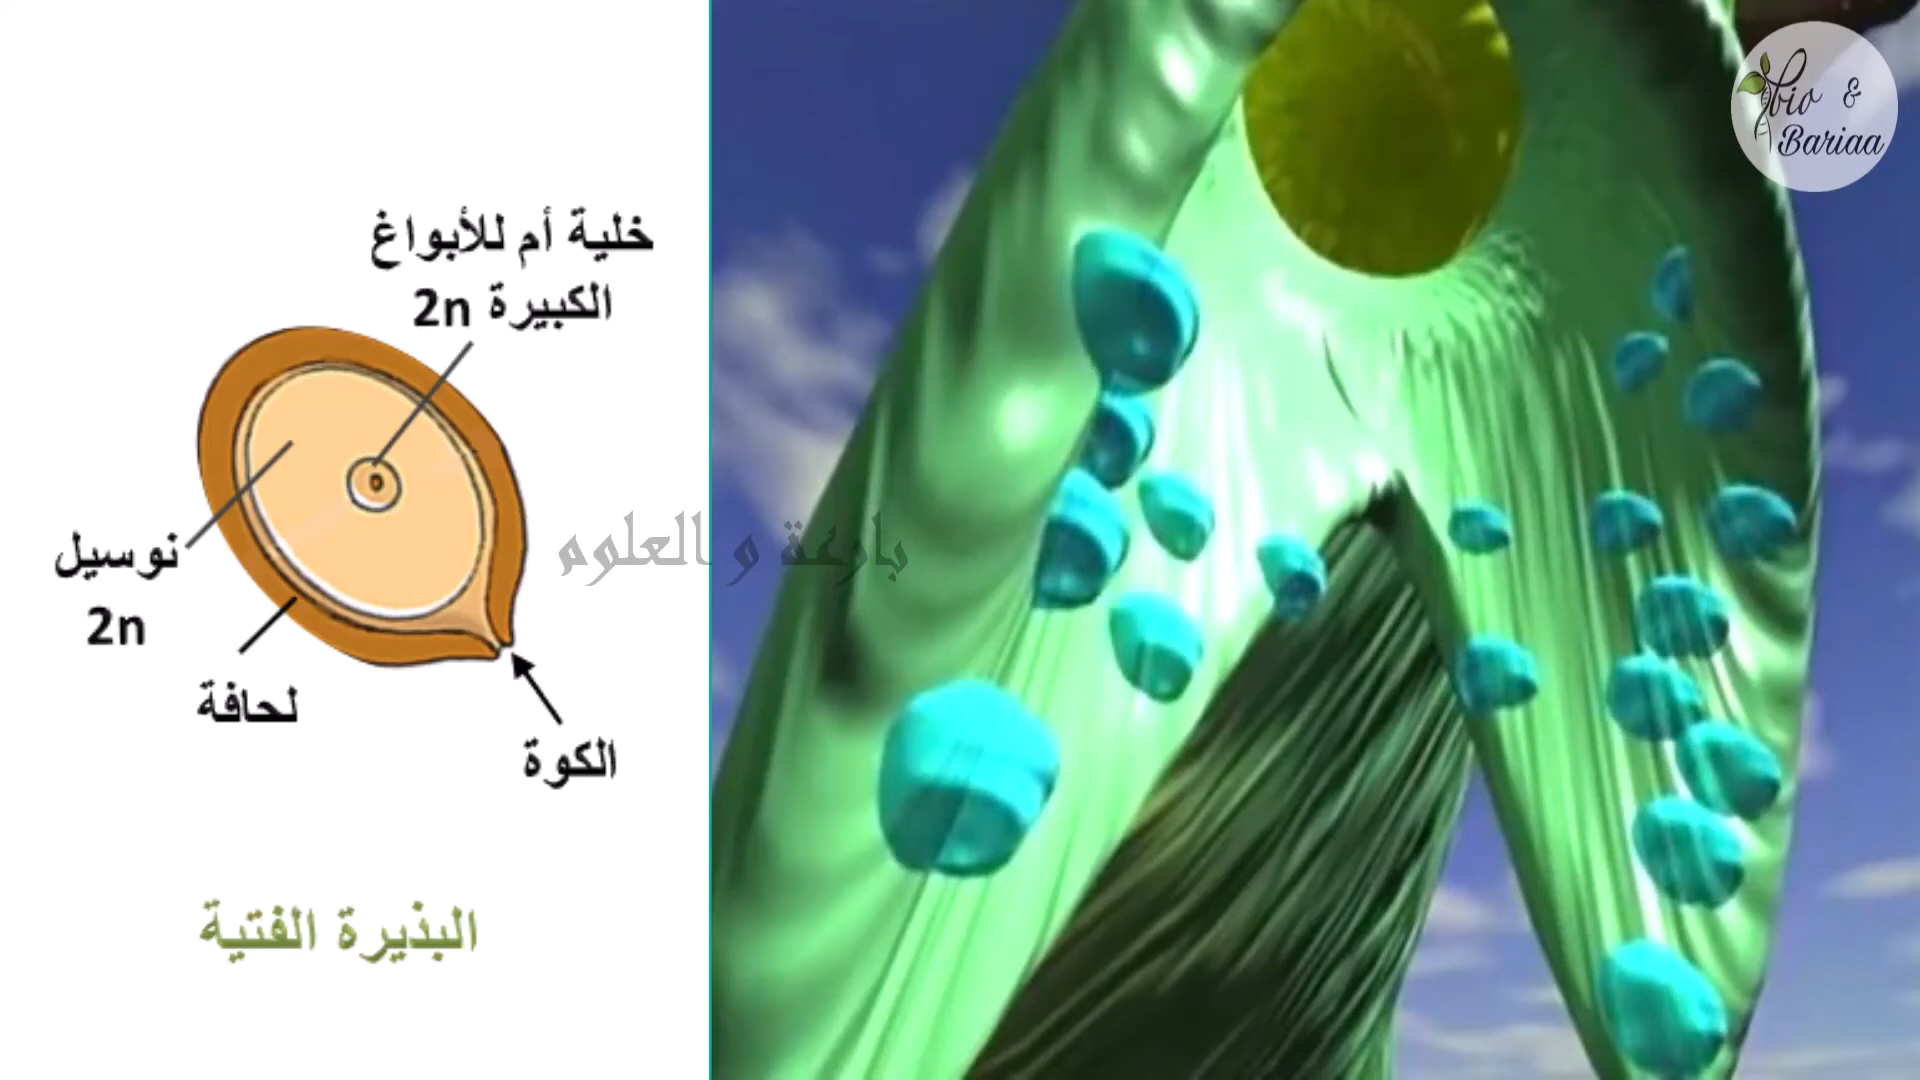 خلية أم للأبواغ
الكبيرة 2n
نوسيل
2n
لحافة
الكوة
البذيرة الفتية
بارعة و العلوم
bio &
Bariaa